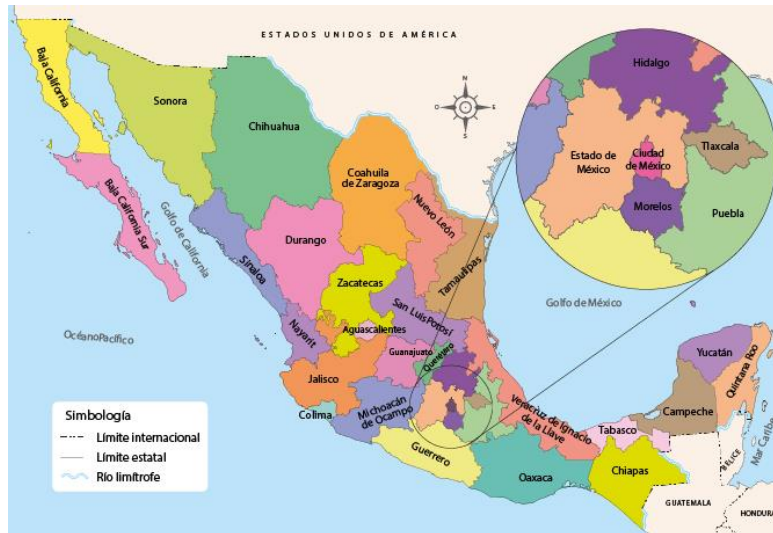 ESTADOS UNIDOS DE AMÉRICA
Baja California
Sonora
Chihuahua
Coahuila
de Zaragoza
Nuevo León
Tamaulipas
Baja California Sur
Golfo de California
Sinaloa
Durango
Zacatecas
San Luis Potosí
Nayarit
Aguascalientes
Guanajuato
Querétaro
Jalisco
Colima
Michoacán
de Ocampo
Guerrero
Oaxaca
Veracruz de Ignacio
de la Llave
Tabasco
Chiapas
Campeche
Yucatán
Quintana Roo
Océano Pacífico
Golfo de México
Mar Caribe
BELICE
GUATEMALA
HONDURA
N
O
E
S
Hidalgo
Tlaxcala
Estado de
México
Ciudad
de México
Morelos
Puebla
Simbología
Límite internacional
Límite estatal
Río limítrofe